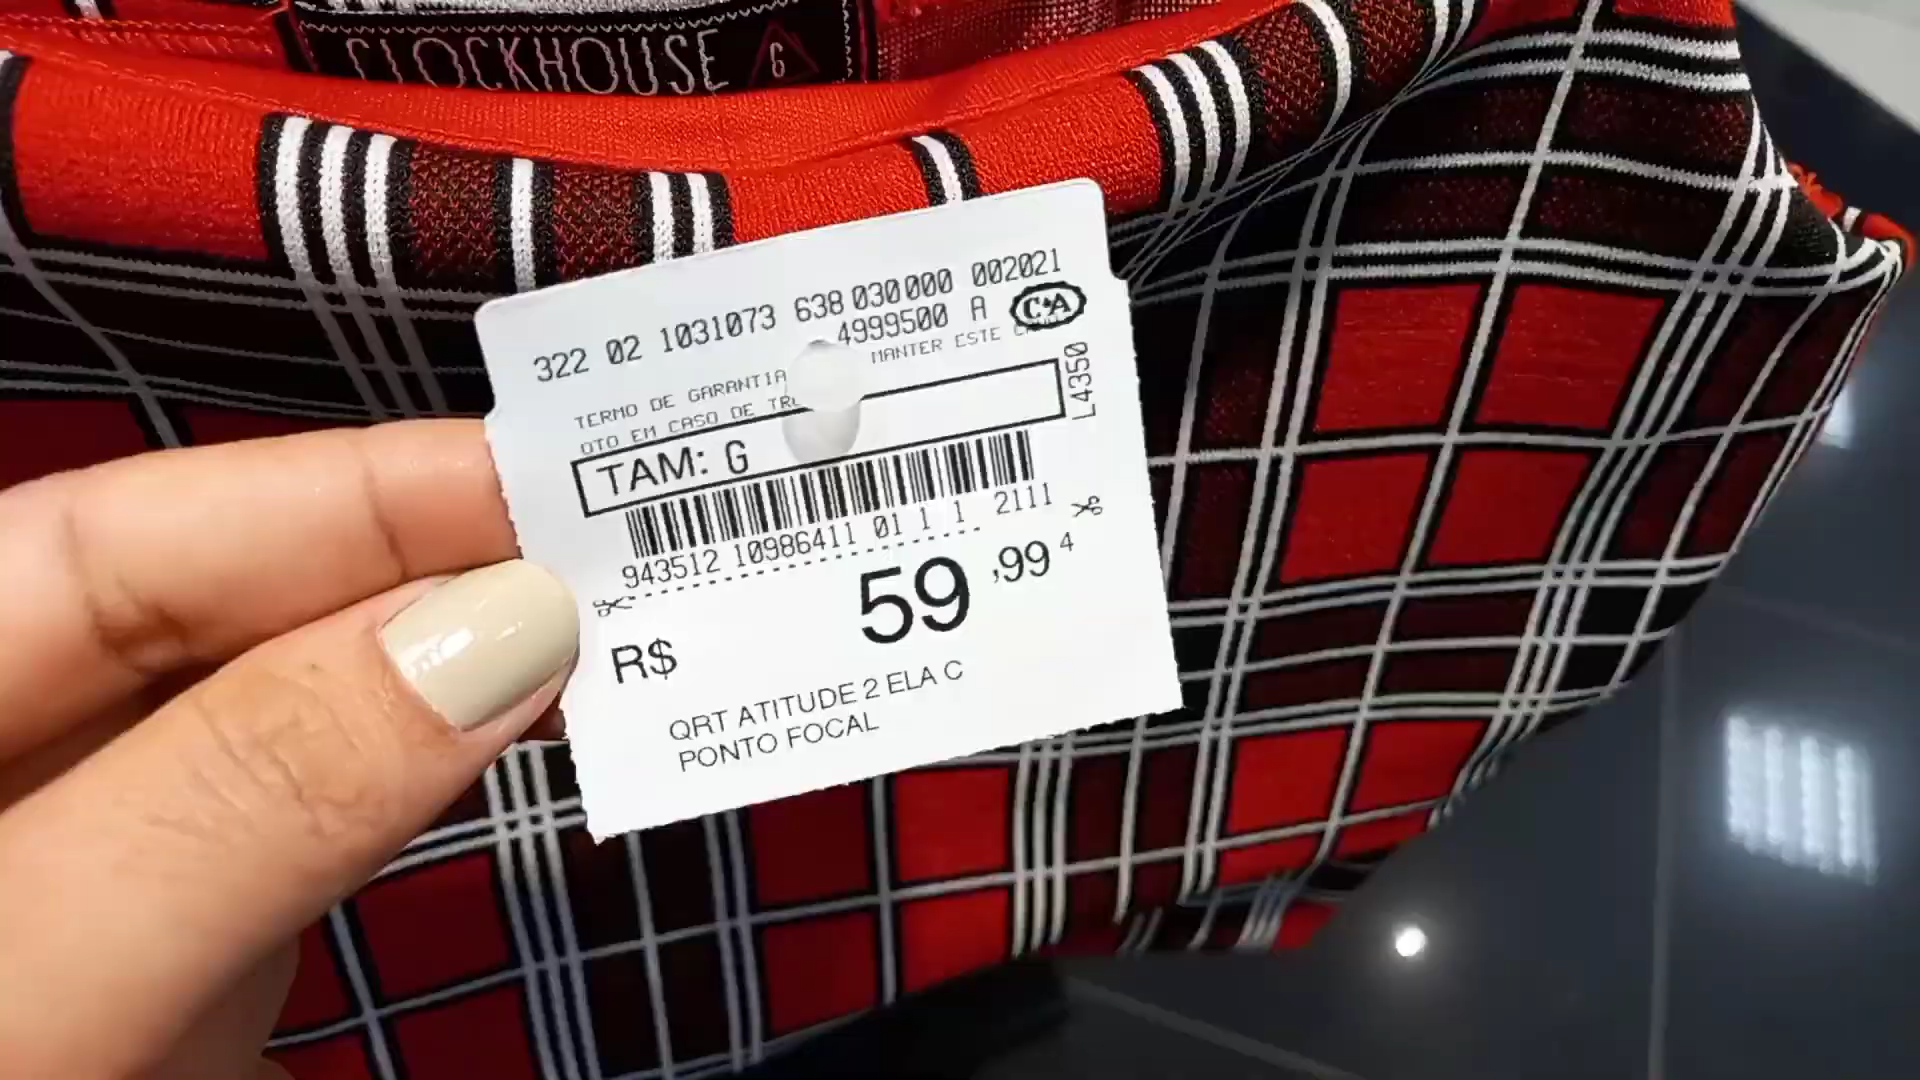 CLOCKHOUSE G
322 02 1031073 638 030000 002021
4999500 A C&A
TERMO DE GARANTIA MANTER ESTE
OTO EM CASO DE
L4350
TAM: G
943512 10986411 01 1 1 2111
R$ 59,99 4
QRT ATITUDE 2 ELA C
PONTO FOCAL